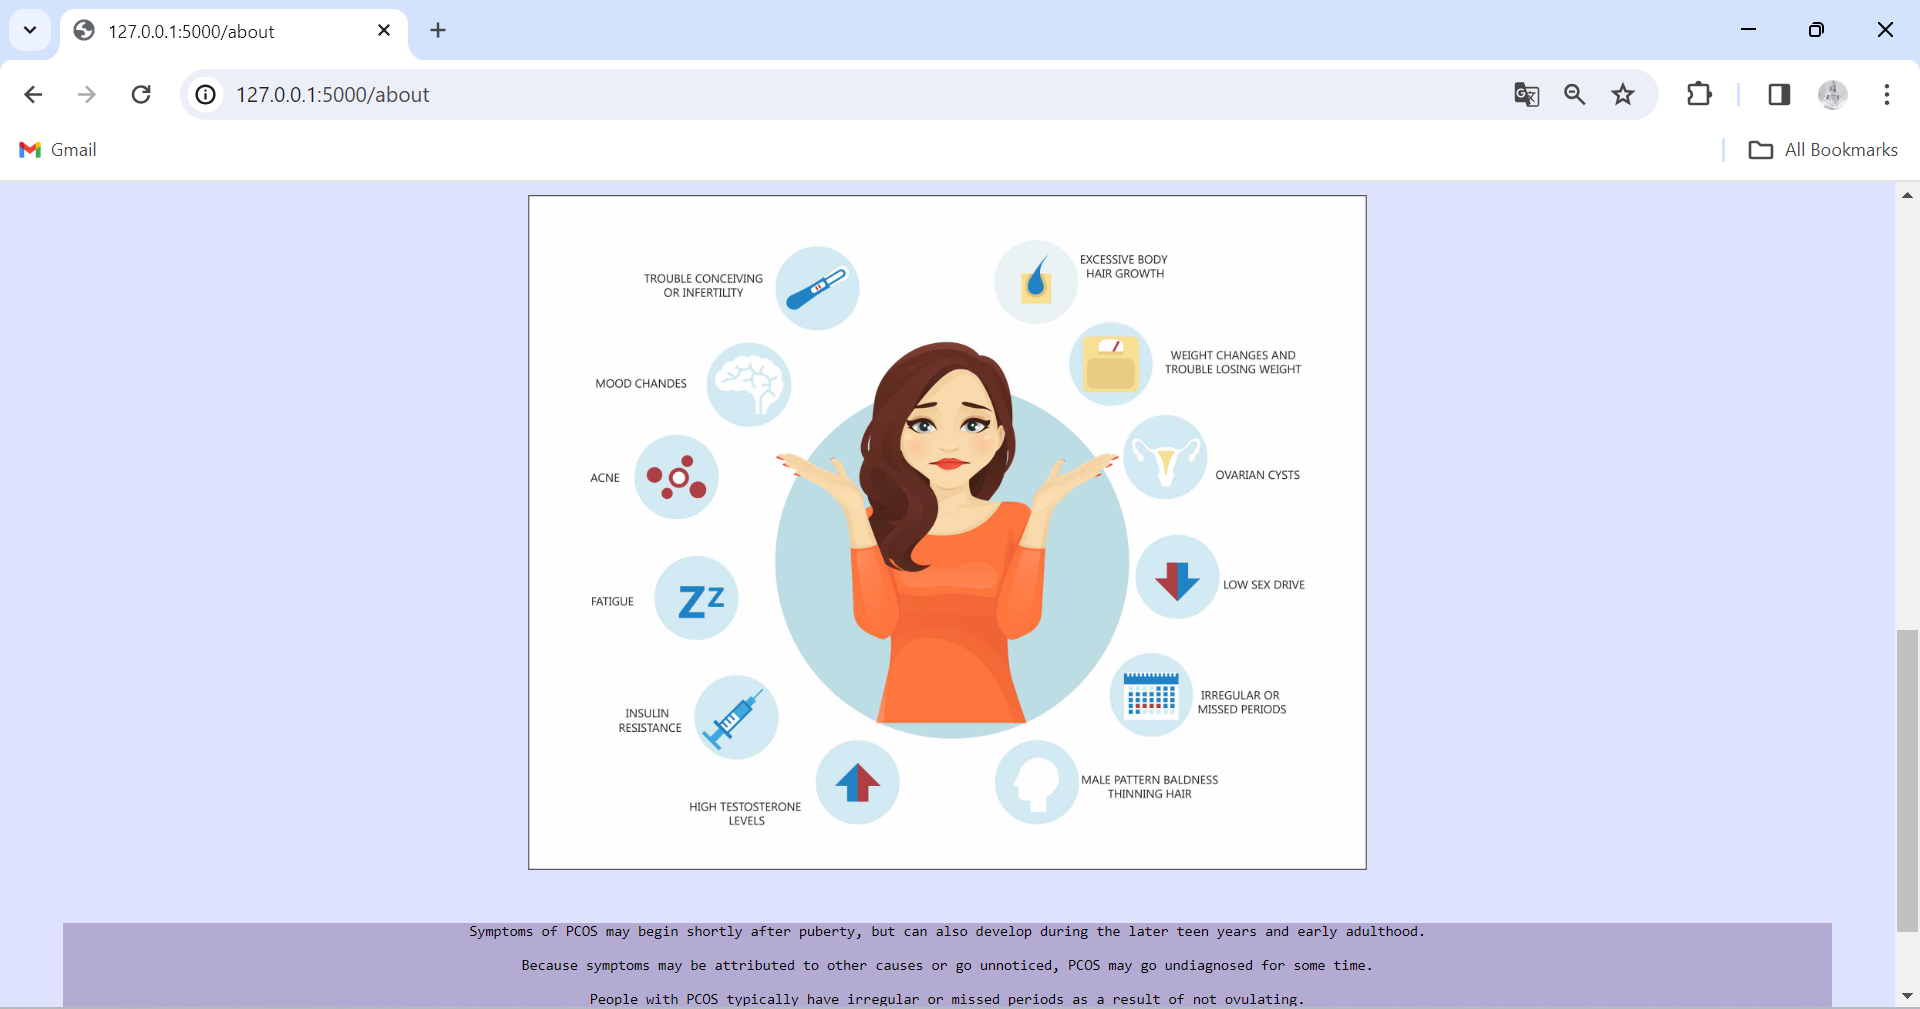 127.0.0.1:5000/about
127.0.0.1:5000/about
Gmail
All Bookmarks
TROUBLE CONCEIVING
OR INFERTILITY
EXCESSIVE BODY
HAIR GROWTH
MOOD CHANDES
WEIGHT CHANGES AND
TROUBLE LOSING WEIGHT
ACNE
OVARIAN CYSTS
FATIGUE
ZZ
LOW SEX DRIVE
INSULIN
RESISTANCE
IRREGULAR OR
MISSED PERIODS
HIGH TESTOSTERONE
LEVELS
MALE PATTERN BALDNESS
THINNING HAIR
Symptoms of PCOS may begin shortly after puberty, but can also develop during the later teen years and early adulthood.
Because symptoms may be attributed to other causes or go unnoticed, PCOS may go undiagnosed for some time.
People with PCOS typically have irregular or missed periods as a result of not ovulating.